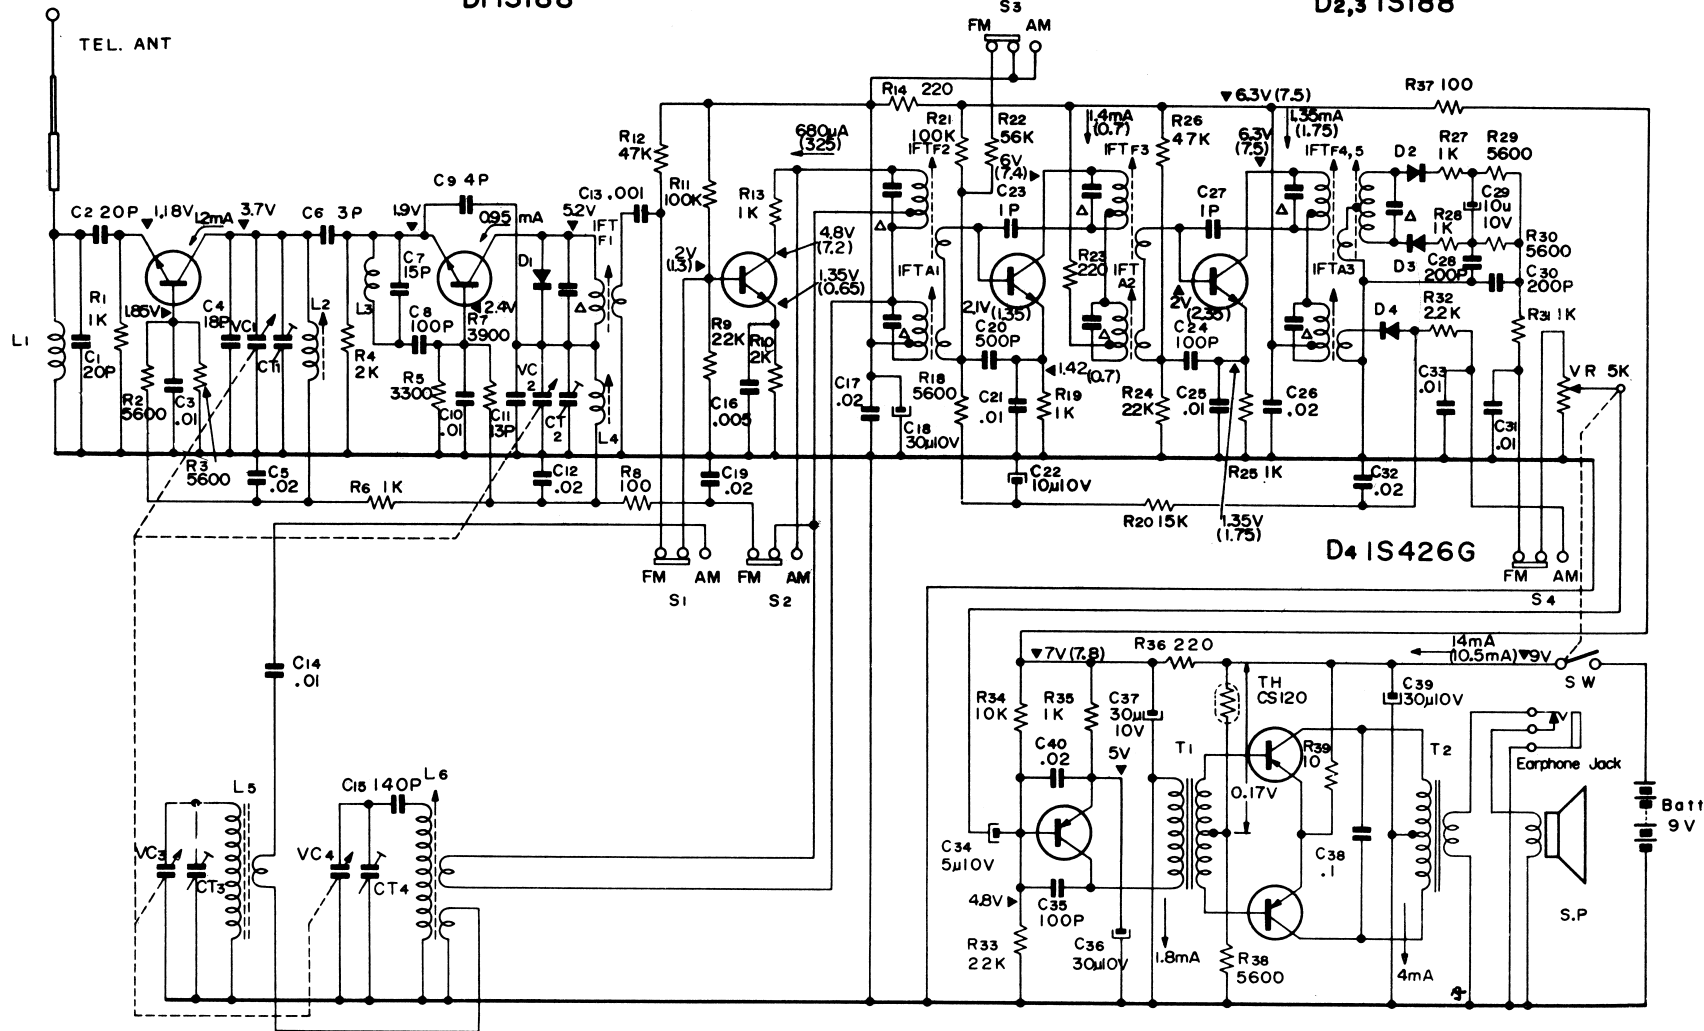 D1 1S188
D2,3 1S188
S3
FM
AM
TEL. ANT
R14 220
R37 100
▼6.3V (7.5)
R12
47K
680µA
(325)
R21
100K
IFTF2
R22
56K
1.4mA
(0.7)
R26
47K
6.3V
(7.5)
1.35mA
(1.75)
R27
1K
R29
5600
D2
IFTF3
IFTF4,5
6V
(7.4)
C9 4P
C13 .001
R11
100K
R13
1K
C23
1P
C27
1P
C29
10u
10V
R28
1K
C2 20P
1.18V
1.2mA
3.7V
C6 3P
1.9V
0.95 mA
5.2V
IFT
F1
2V
(1.3)
4.8V
(7.2)
1.35V
(0.65)
IFTA1
R23
220
IFT
A2
IFTA3
D3
C28
200P
R30
5600
C30
200P
R1
1K
1.85V
C4
18P
VC1
L2
L3
C7
15P
D1
C8
100P
2.4V
R7
3900
2.1V
(1.35)
2V
(2.35)
D4
R32
2.2K
R31 1K
L1
C1
20P
CT1
R4
2K
R5
3300
VC
2
R9
22K
R10
2K
C20
500P
C24
100P
1.42
(0.7)
VR 5K
R2
5600
C3
.01
C10
.01
C11
13P
CT
2
L4
C16
.005
C17
.02
C18
30µ10V
R18
5600
C21
.01
R19
1K
R24
22K
C25
.01
C26
.02
C33
.01
C31
.01
R3
5600
C5
.02
R6 1K
C12
.02
R8
100
C19
.02
C22
10µ10V
R25 1K
C32
.02
R20 15K
1.35V
(1.75)
D4 1S426G
FM
AM
FM
AM
S1
S2
FM
AM
S4
14mA
(10.5mA)
▼9V
▼7V (7.8)
R36 220
SW
C14
.01
R34
10K
R35
1K
C37
30µ
10V
TH
CS120
C39
30µ10V
C40
.02
5V
T1
R39
10
T2
Earphone Jack
L5
C15 140P
L6
0.17V
Batt
9V
VC3
CT3
VC4
CT4
C34
5µ10V
C38
.1
4.8V
C35
100P
S.P
R33
22K
C36
30µ10V
1.8mA
R38
5600
4mA